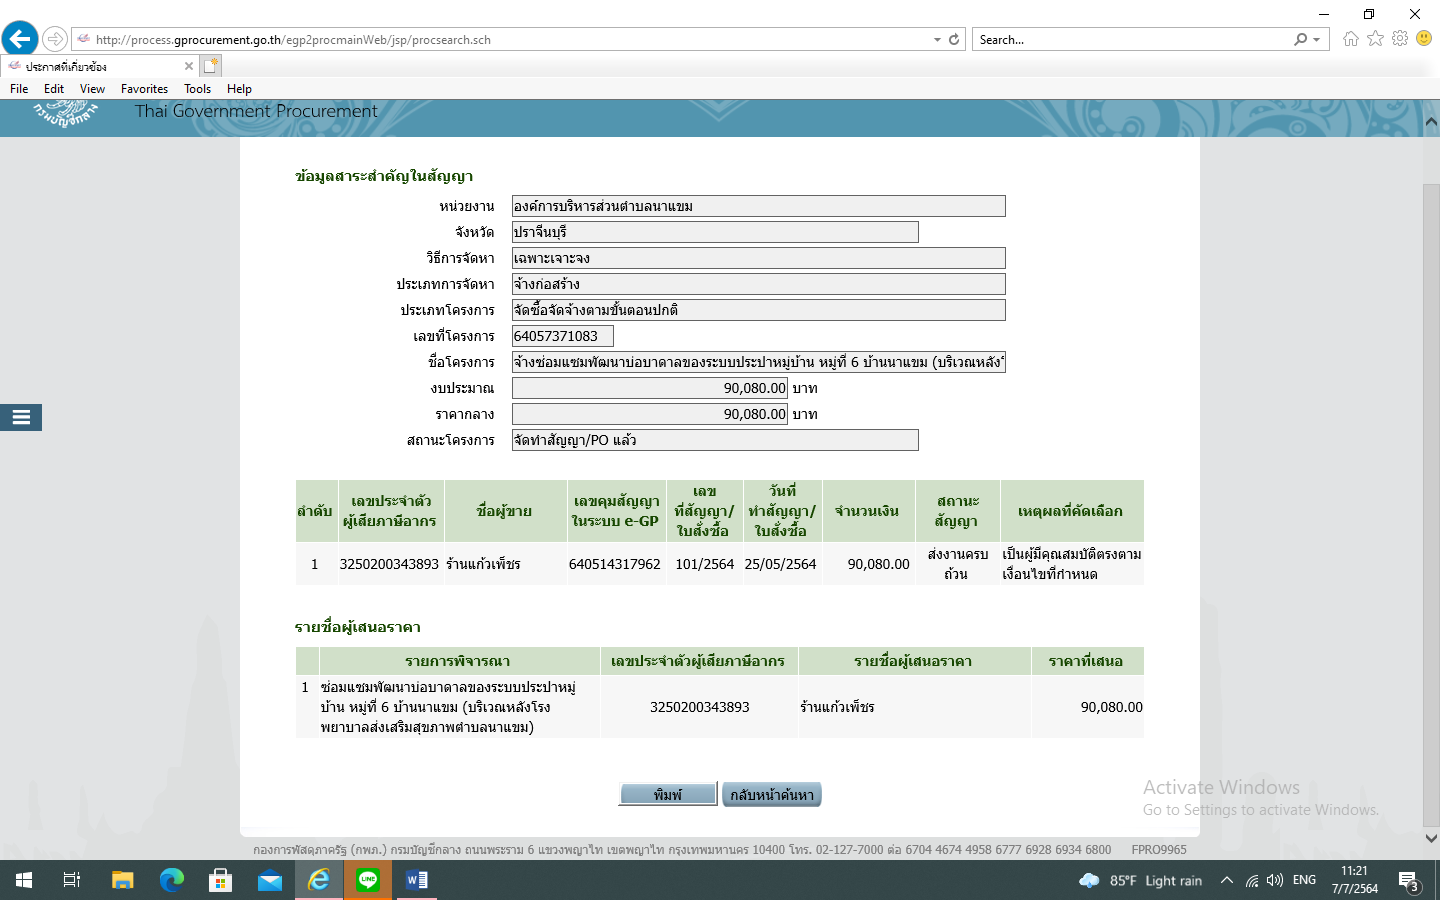 http://process.gprocurement.go.th/egp2procmainWeb/jsp/procsearch.sch
Search...
ประกาศที่เกี่ยวข้อง
File Edit View Favorites Tools Help
กรมบัญชีกลาง
Thai Government Procurement
ข้อมูลสาระสำคัญในสัญญา
หน่วยงาน องค์การบริหารส่วนตำบลนาแขม
จังหวัด ปราจีนบุรี
วิธีการจัดหา เฉพาะเจาะจง
ประเภทการจัดหา จ้างก่อสร้าง
ประเภทโครงการ จัดซื้อจัดจ้างตามขั้นตอนปกติ
เลขที่โครงการ 64057371083
ชื่อโครงการ จ้างซ่อมแซมพัฒนาบ่อบาดาลของระบบประปาหมู่บ้าน หมู่ที่ 6 บ้านนาแขม (บริเวณหลังโ
งบประมาณ 90,080.00 บาท
ราคากลาง 90,080.00 บาท
สถานะโครงการ จัดทำสัญญา/PO แล้ว
ลำดับ เลขประจำตัวผู้เสียภาษีอากร ชื่อผู้ขาย เลขคุมสัญญาในระบบ e-GP เลขที่สัญญา/ใบสั่งซื้อ วันที่ทำสัญญา/ใบสั่งซื้อ จำนวนเงิน สถานะสัญญา เหตุผลที่คัดเลือก
1 3250200343893 ร้านแก้วเพ็ชร 640514317962 101/2564 25/05/2564 90,080.00 ส่งงานครบถ้วน เป็นผู้มีคุณสมบัติตรงตามเงื่อนไขที่กำหนด
รายชื่อผู้เสนอราคา
รายการพิจารณา เลขประจำตัวผู้เสียภาษีอากร รายชื่อผู้เสนอราคา ราคาที่เสนอ
1 ซ่อมแซมพัฒนาบ่อบาดาลของระบบประปาหมู่
บ้าน หมู่ที่ 6 บ้านนาแขม (บริเวณหลังโรง 3250200343893 ร้านแก้วเพ็ชร 90,080.00
พยาบาลส่งเสริมสุขภาพตำบลนาแขม)
พิมพ์ กลับหน้าค้นหา
Activate Windows
Go to Settings to activate Windows.
กองการพัสดุภาครัฐ (กพภ.) กรมบัญชีกลาง ถนนพระราม 6 แขวงพญาไท เขตพญาไท กรุงเทพมหานคร 10400 โทร. 02-127-7000 ต่อ 6704 4674 4958 6777 6928 6934 6800 FPRO9965
LINE
85°F Light rain ENG
11:21
7/7/2564
3